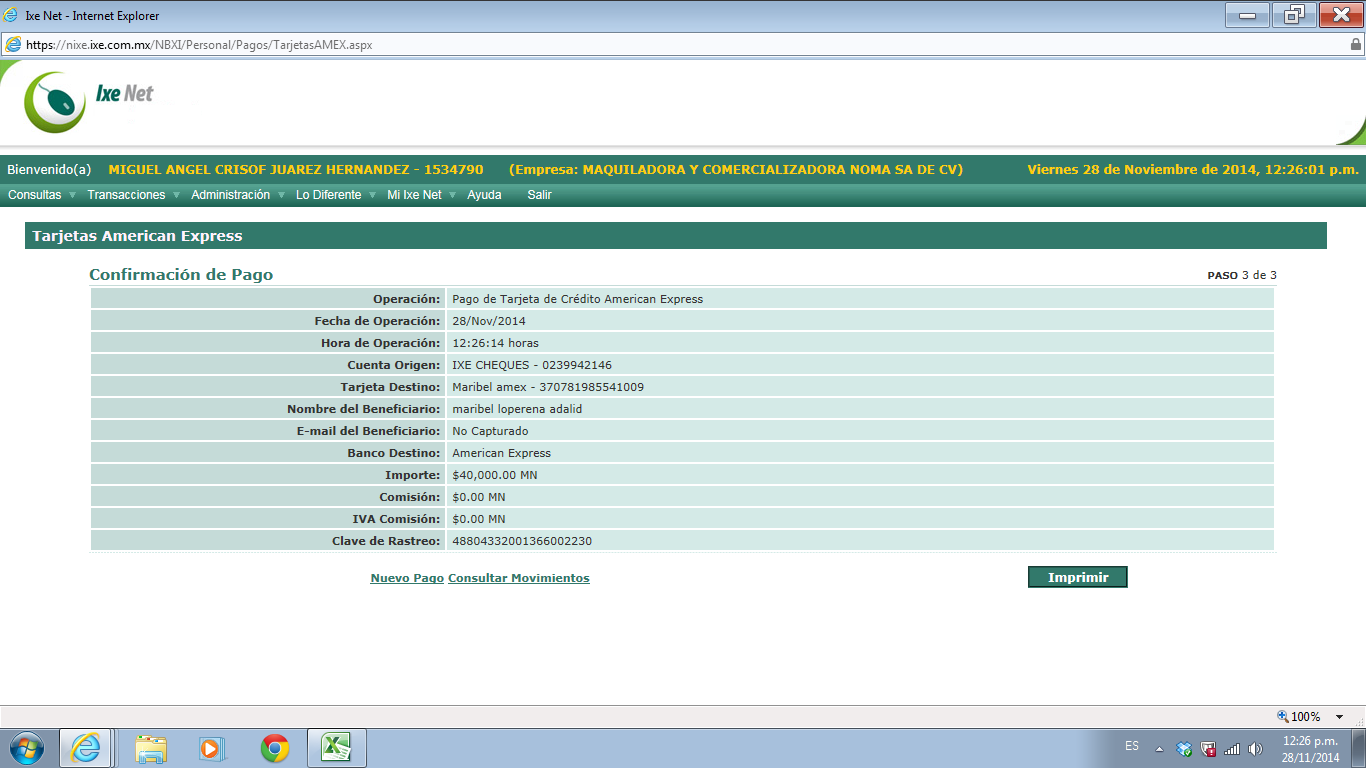 Ixe Net - Internet Explorer
https://nixe.ixe.com.mx/NBXI/Personal/Pagos/TarjetasAMEX.aspx
Ixe Net
Bienvenido(a) MIGUEL ANGEL CRISOF JUAREZ HERNANDEZ - 1534790 (Empresa: MAQUILADORA Y COMERCIALIZADORA NOMA SA DE CV) Viernes 28 de Noviembre de 2014, 12:26:01 p.m.
Consultas Transacciones Administración Lo Diferente Mi Ixe Net Ayuda Salir
Tarjetas American Express
Confirmación de Pago PASO 3 de 3
Operación: Pago de Tarjeta de Crédito American Express
Fecha de Operación: 28/Nov/2014
Hora de Operación: 12:26:14 horas
Cuenta Origen: IXE CHEQUES - 0239942146
Tarjeta Destino: Maribel amex - 370781985541009
Nombre del Beneficiario: maribel loperena adalid
E-mail del Beneficiario: No Capturado
Banco Destino: American Express
Importe: $40,000.00 MN
Comisión: $0.00 MN
IVA Comisión: $0.00 MN
Clave de Rastreo: 48804332001366002230
Nuevo Pago Consultar Movimientos Imprimir
100%
ES 12:26 p.m.
28/11/2014